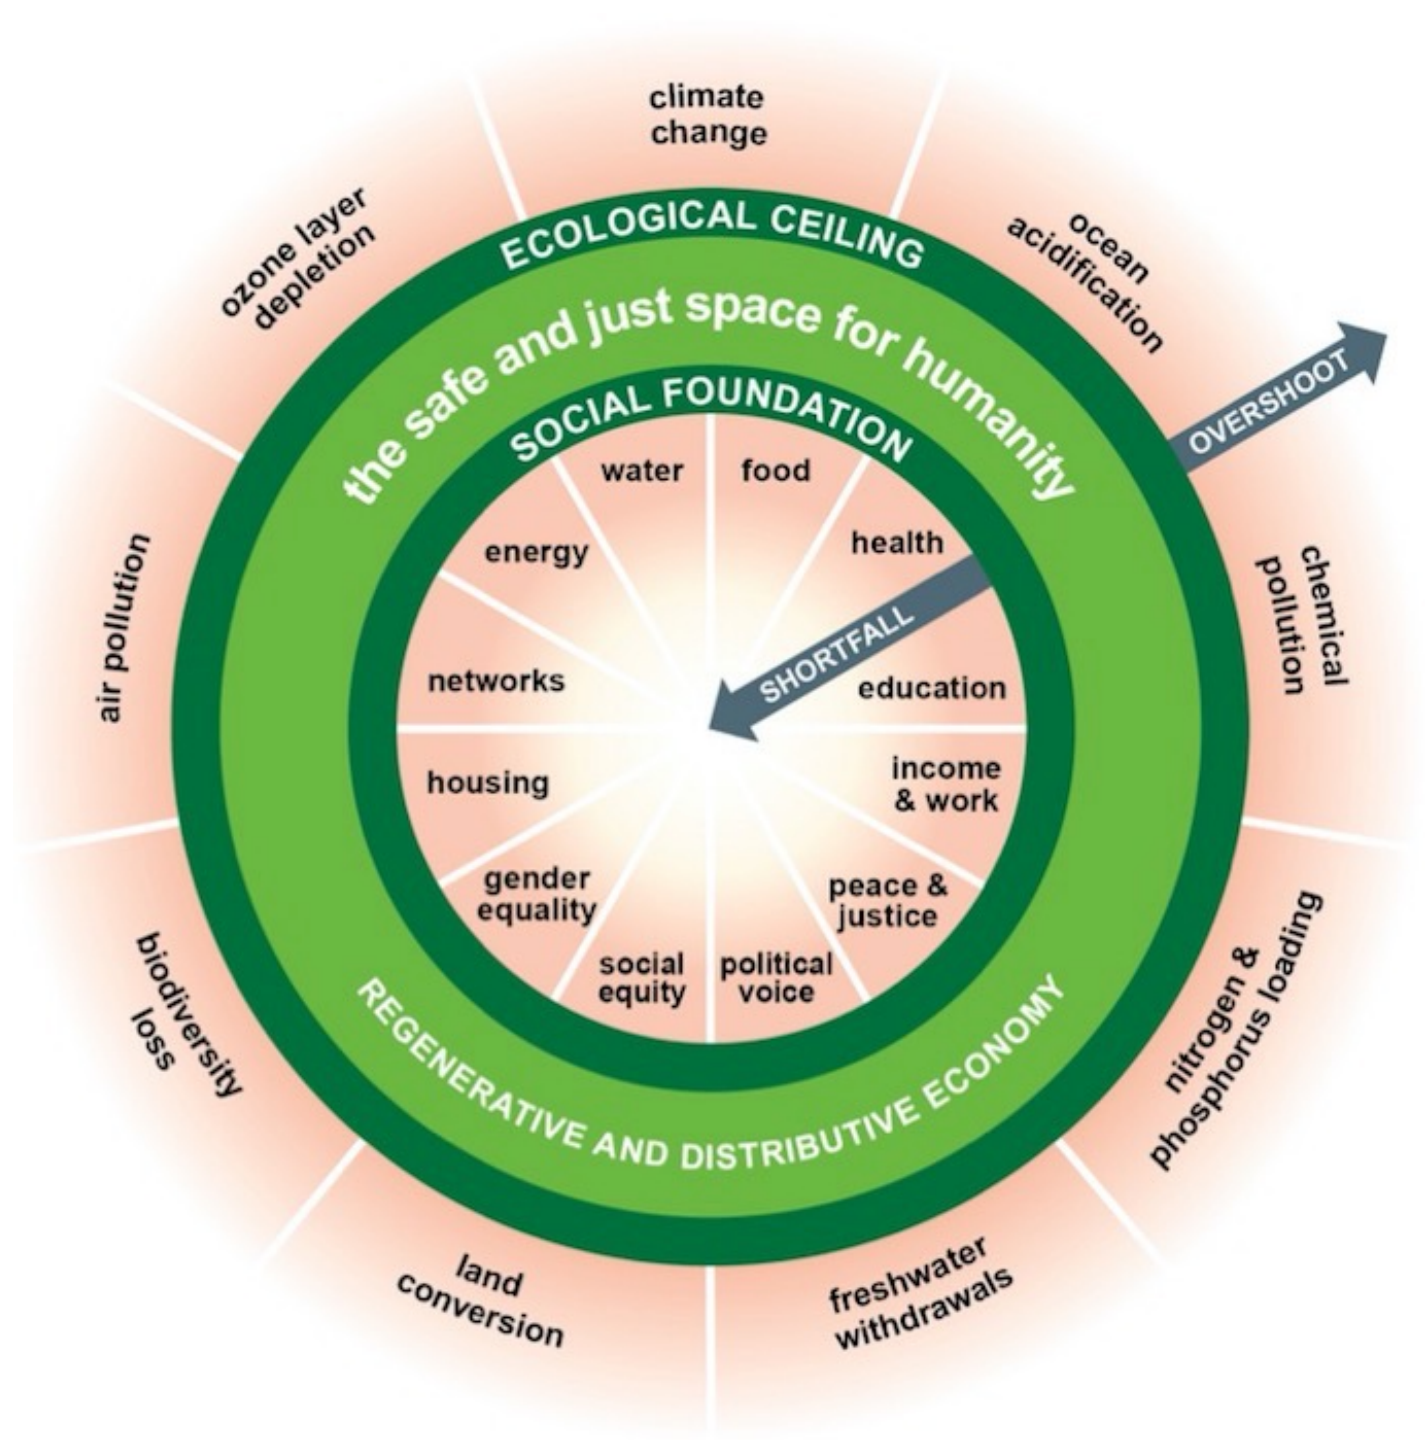 climate
change
ocean
acidification
OVERSHOOT
chemical
pollution
nitrogen &
phosphorus loading
freshwater
withdrawals
land
conversion
biodiversity
loss
air pollution
ozone layer
depletion
ECOLOGICAL CEILING
the safe and just space for humanity
SOCIAL FOUNDATION
water
food
health
SHORTFALL
education
income
& work
peace &
justice
political
voice
social
equity
gender
equality
housing
networks
energy
REGENERATIVE AND DISTRIBUTIVE ECONOMY